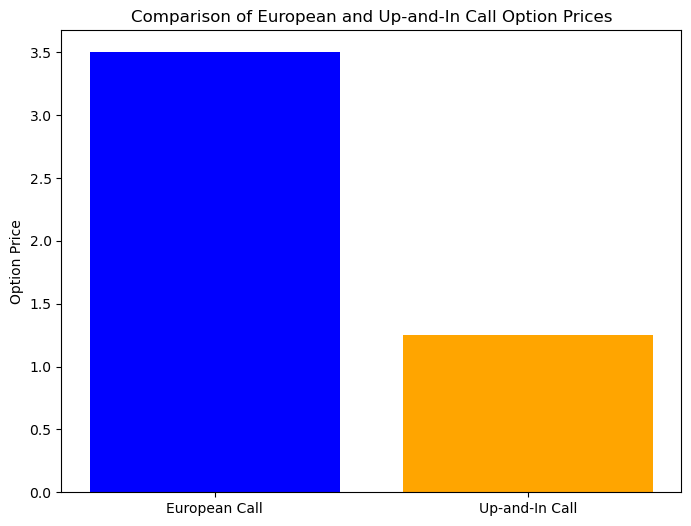 Comparison of European and Up-and-In Call Option Prices
Option Price
3.5
3.0
2.5
2.0
1.5
1.0
0.5
0.0
European Call
Up-and-In Call